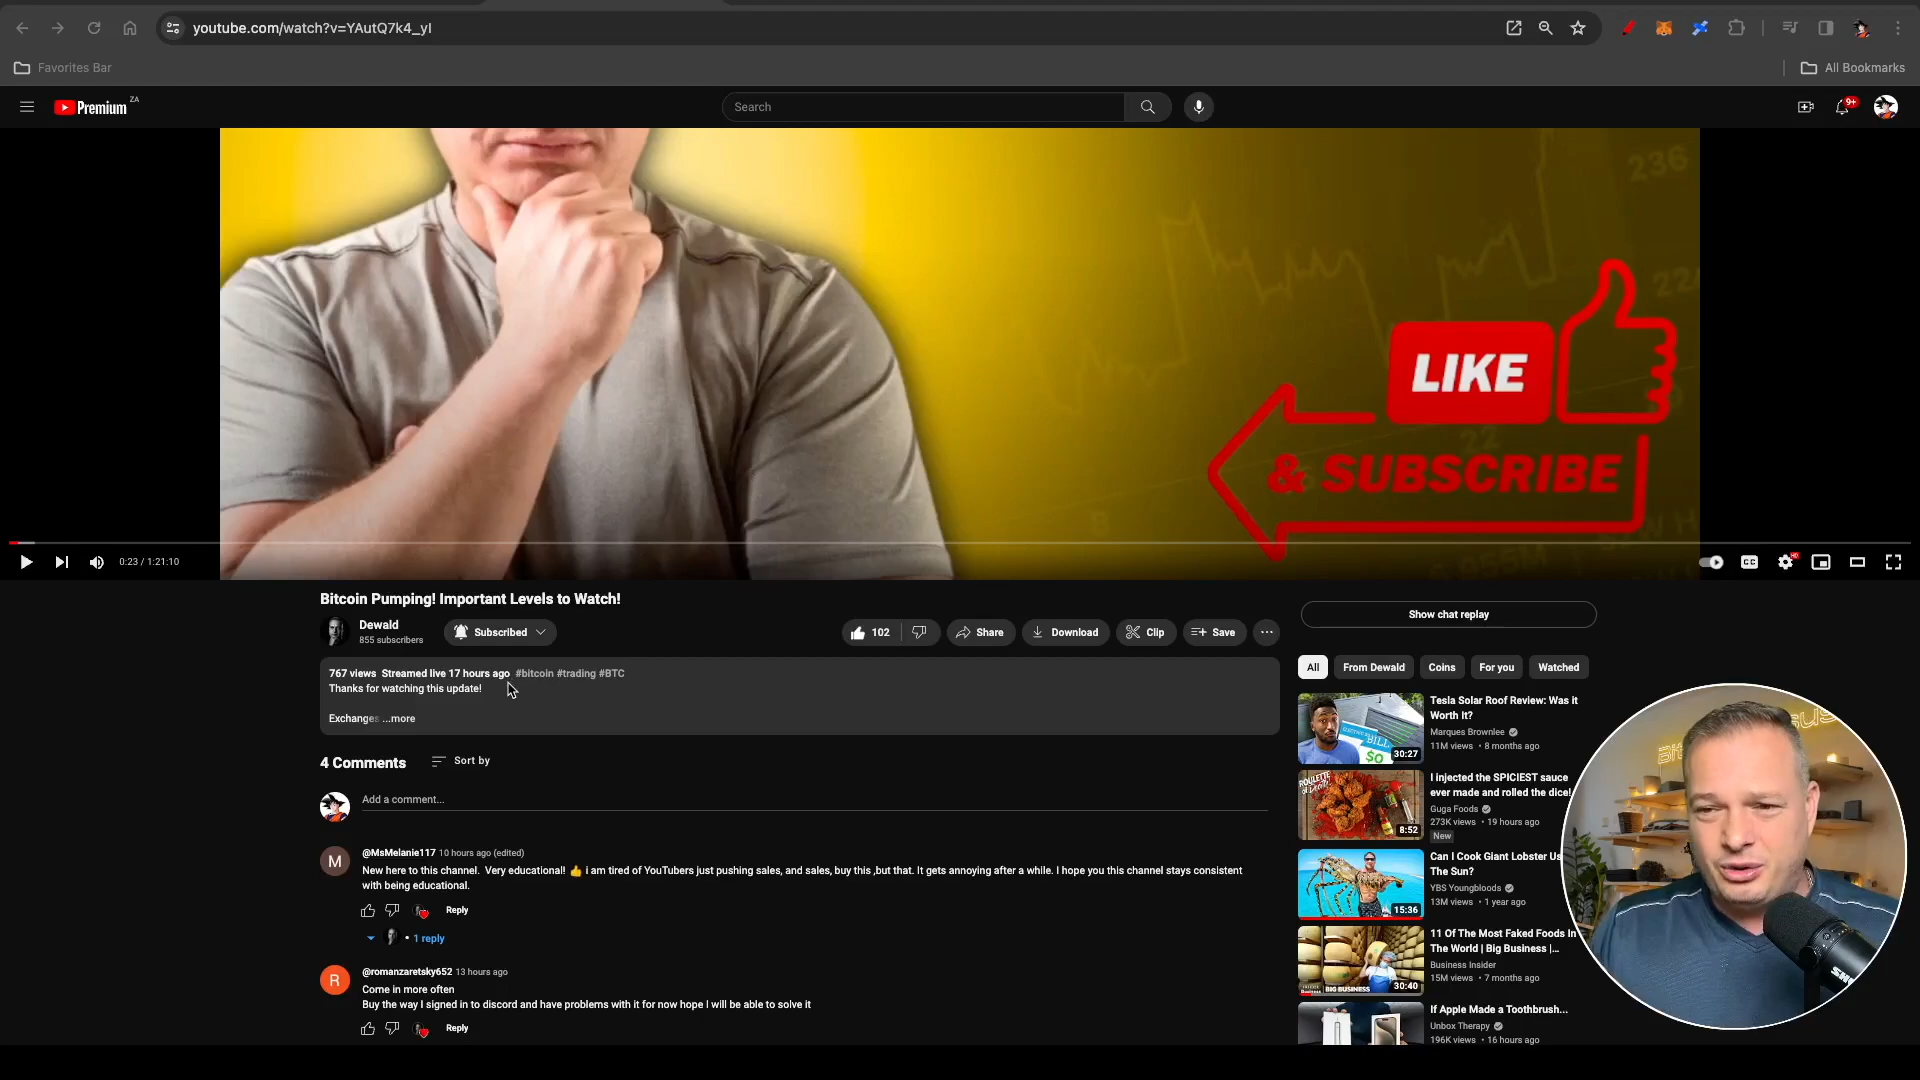 youtube.com/watch?v=YAutQ7k4_yI
Favorites Bar
All Bookmarks
Premium ZA
Search
9+
236
LIKE
& SUBSCRIBE
0:23 / 1:21:10
CC
HD
Bitcoin Pumping! Important Levels to Watch!
Dewald
855 subscribers
Subscribed
102
Share
Download
Clip
Save
Show chat replay
767 views Streamed live 17 hours ago #bitcoin #trading #BTC
Thanks for watching this update!
Exchanges ...more
4 Comments
Sort by
Add a comment...
M
@MsMelanie117 10 hours ago (edited)
New here to this channel. Very educational! 👍 i am tired of YouTubers just pushing sales, and sales, buy this ,but that. It gets annoying after a while. I hope you this channel stays consistent
with being educational.
Reply
• 1 reply
R
@romanzaretsky652 13 hours ago
Come in more often
Buy the way I signed in to discord and have problems with it for now hope I will be able to solve it
Reply
All
From Dewald
Coins
For you
Watched
Tesla Solar Roof Review: Was it
Worth It?
Marques Brownlee
11M views • 8 months ago
30:27
I injected the SPICIEST sauce
ever made and rolled the dice!
Guga Foods
273K views • 19 hours ago
New
8:52
Can I Cook Giant Lobster
The Sun?
YBS Youngbloods
13M views • 1 year ago
15:36
11 Of The Most Faked Foods In
The World | Big Business |...
Business Insider
15M views • 7 months ago
BIG BUSINESS
30:40
If Apple Made a Toothbrush...
Unbox Therapy
196K views • 16 hours ago